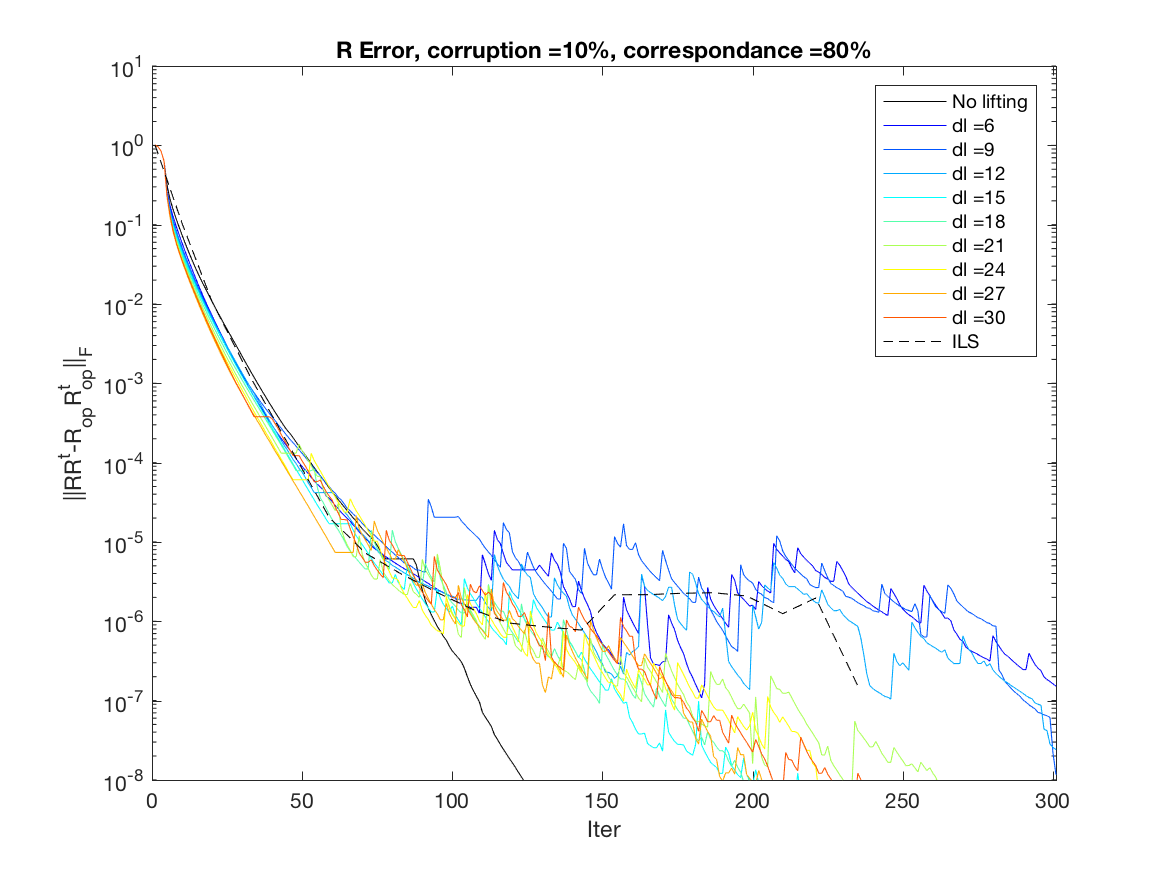 R Error, corruption =10%, correspondance =80%
10^1
10^0
10^-1
10^-2
10^-3
10^-4
10^-5
10^-6
10^-7
10^-8
||RR^t-R_op R^t_op||_F
0 50 100 150 200 250 300
Iter
No lifting
dl =6
dl =9
dl =12
dl =15
dl =18
dl =21
dl =24
dl =27
dl =30
ILS